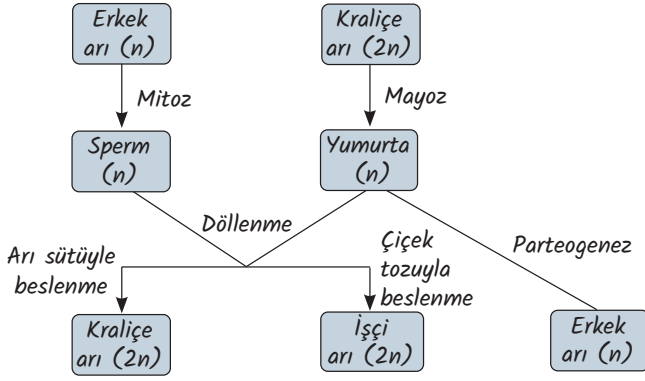 Erkek
arı (n)
Kraliçe
arı (2n)
Mitoz
Mayoz
Sperm
(n)
Yumurta
(n)
Döllenme
Arı sütüyle
beslenme
Çiçek
tozuyla
beslenme
Parteogenez
Kraliçe
arı (2n)
İşçi
arı (2n)
Erkek
arı (n)